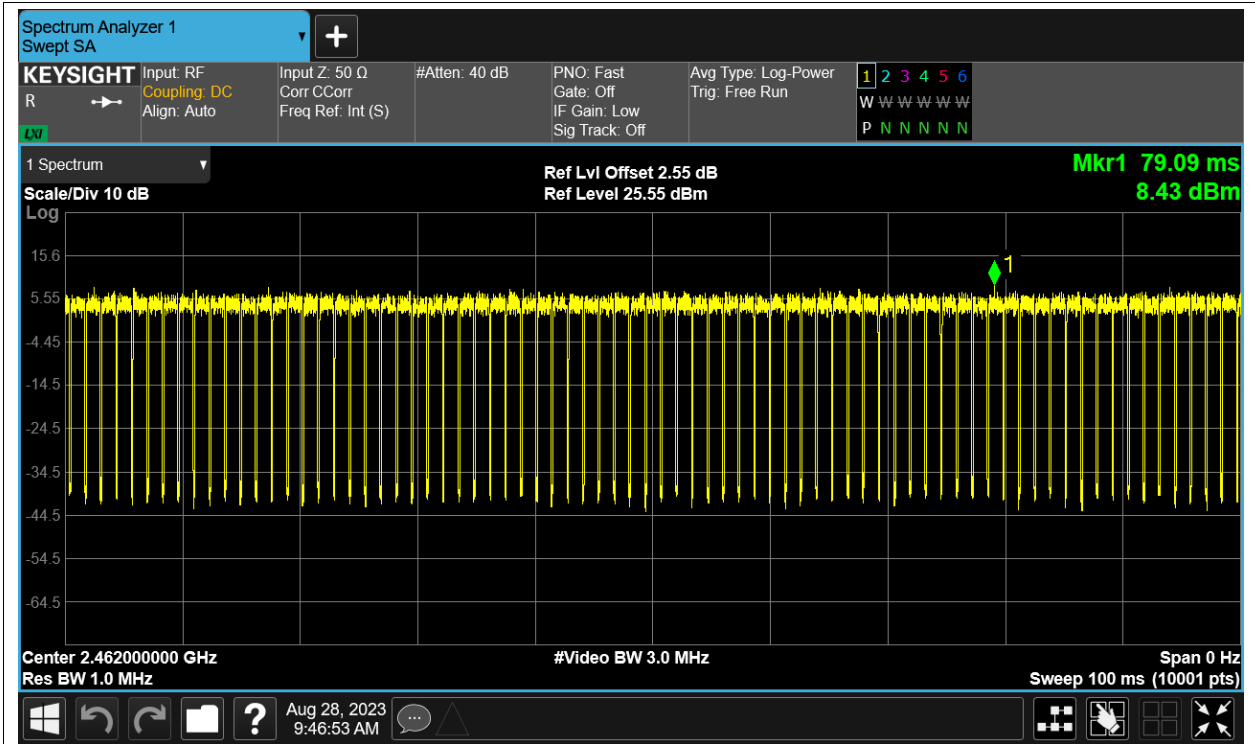 Spectrum Analyzer 1
Swept SA
KEYSIGHT
R
LXI
Input: RF
Coupling: DC
Align: Auto
Input Z: 50 Ω
Corr CCorr
Freq Ref: Int (S)
#Atten: 40 dB
PNO: Fast
Gate: Off
IF Gain: Low
Sig Track: Off
Avg Type: Log-Power
Trig: Free Run
1 2 3 4 5 6
W W W W W W
P N N N N N
1 Spectrum
Scale/Div 10 dB
Log
Ref Lvl Offset 2.55 dB
Ref Level 25.55 dBm
Mkr1 79.09 ms
8.43 dBm
15.6
1
5.55
-4.45
-14.5
-24.5
-34.5
-44.5
-54.5
-64.5
Center 2.462000000 GHz
Res BW 1.0 MHz
#Video BW 3.0 MHz
Span 0 Hz
Sweep 100 ms (10001 pts)
?
Aug 28, 2023
9:46:53 AM